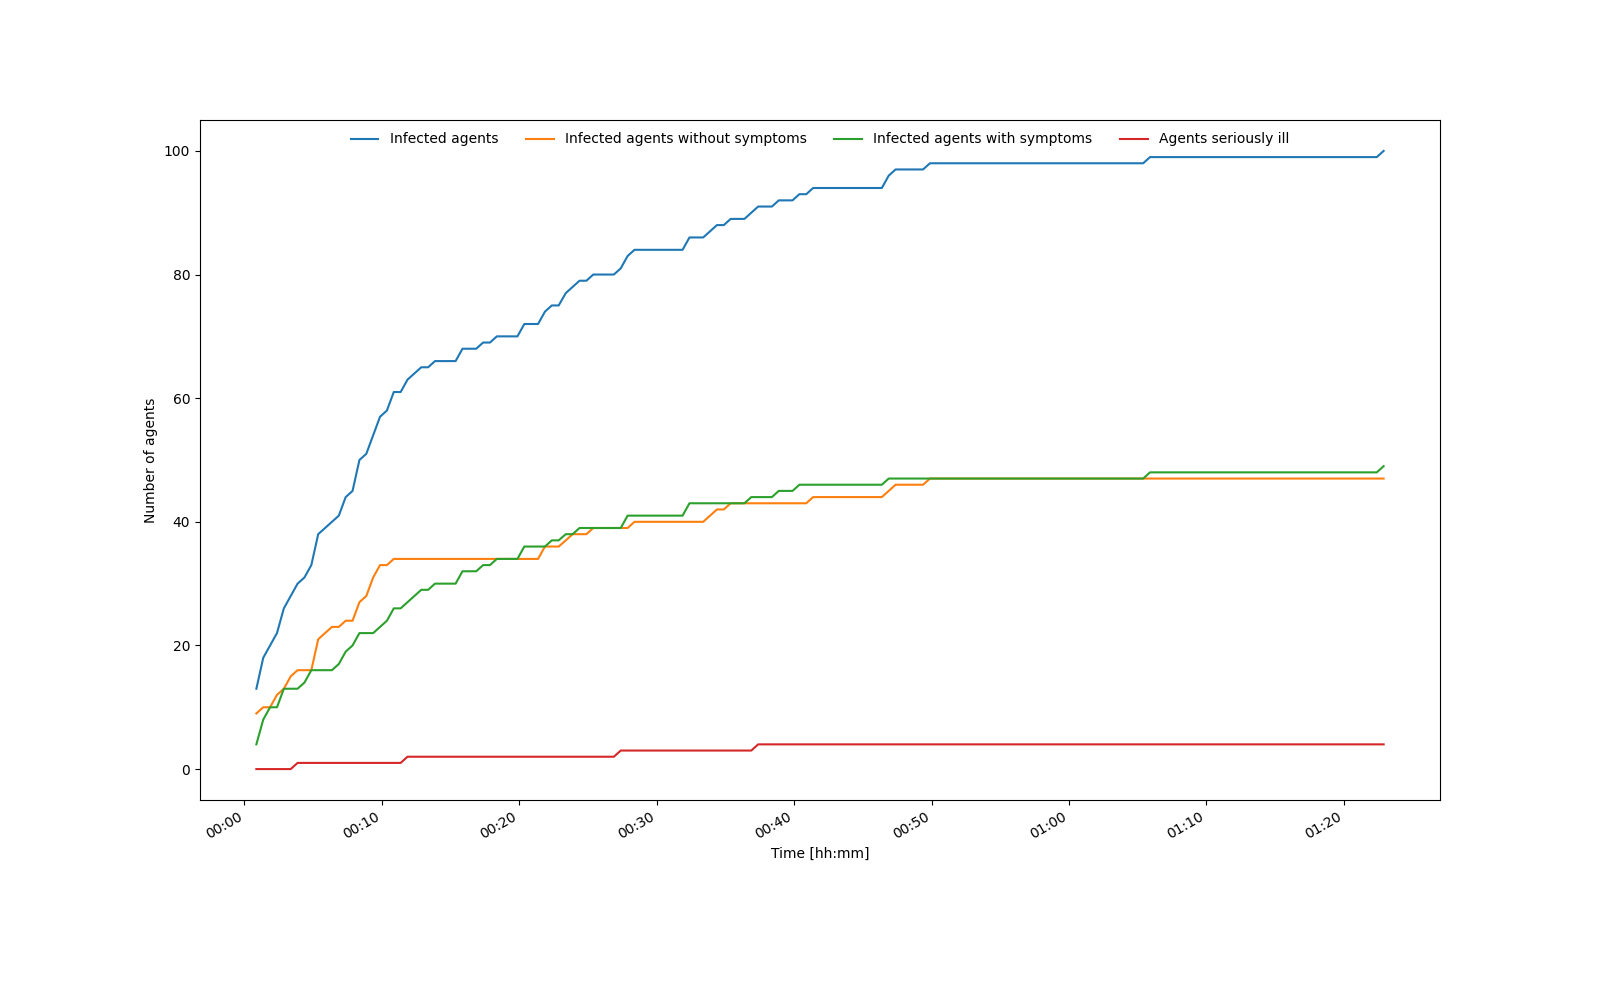 Infected agents Infected agents without symptoms Infected agents with symptoms Agents seriously ill
100
80
60
40
20
0
Number of agents
00:00 00:10 00:20 00:30 00:40 00:50 01:00 01:10 01:20
Time [hh:mm]